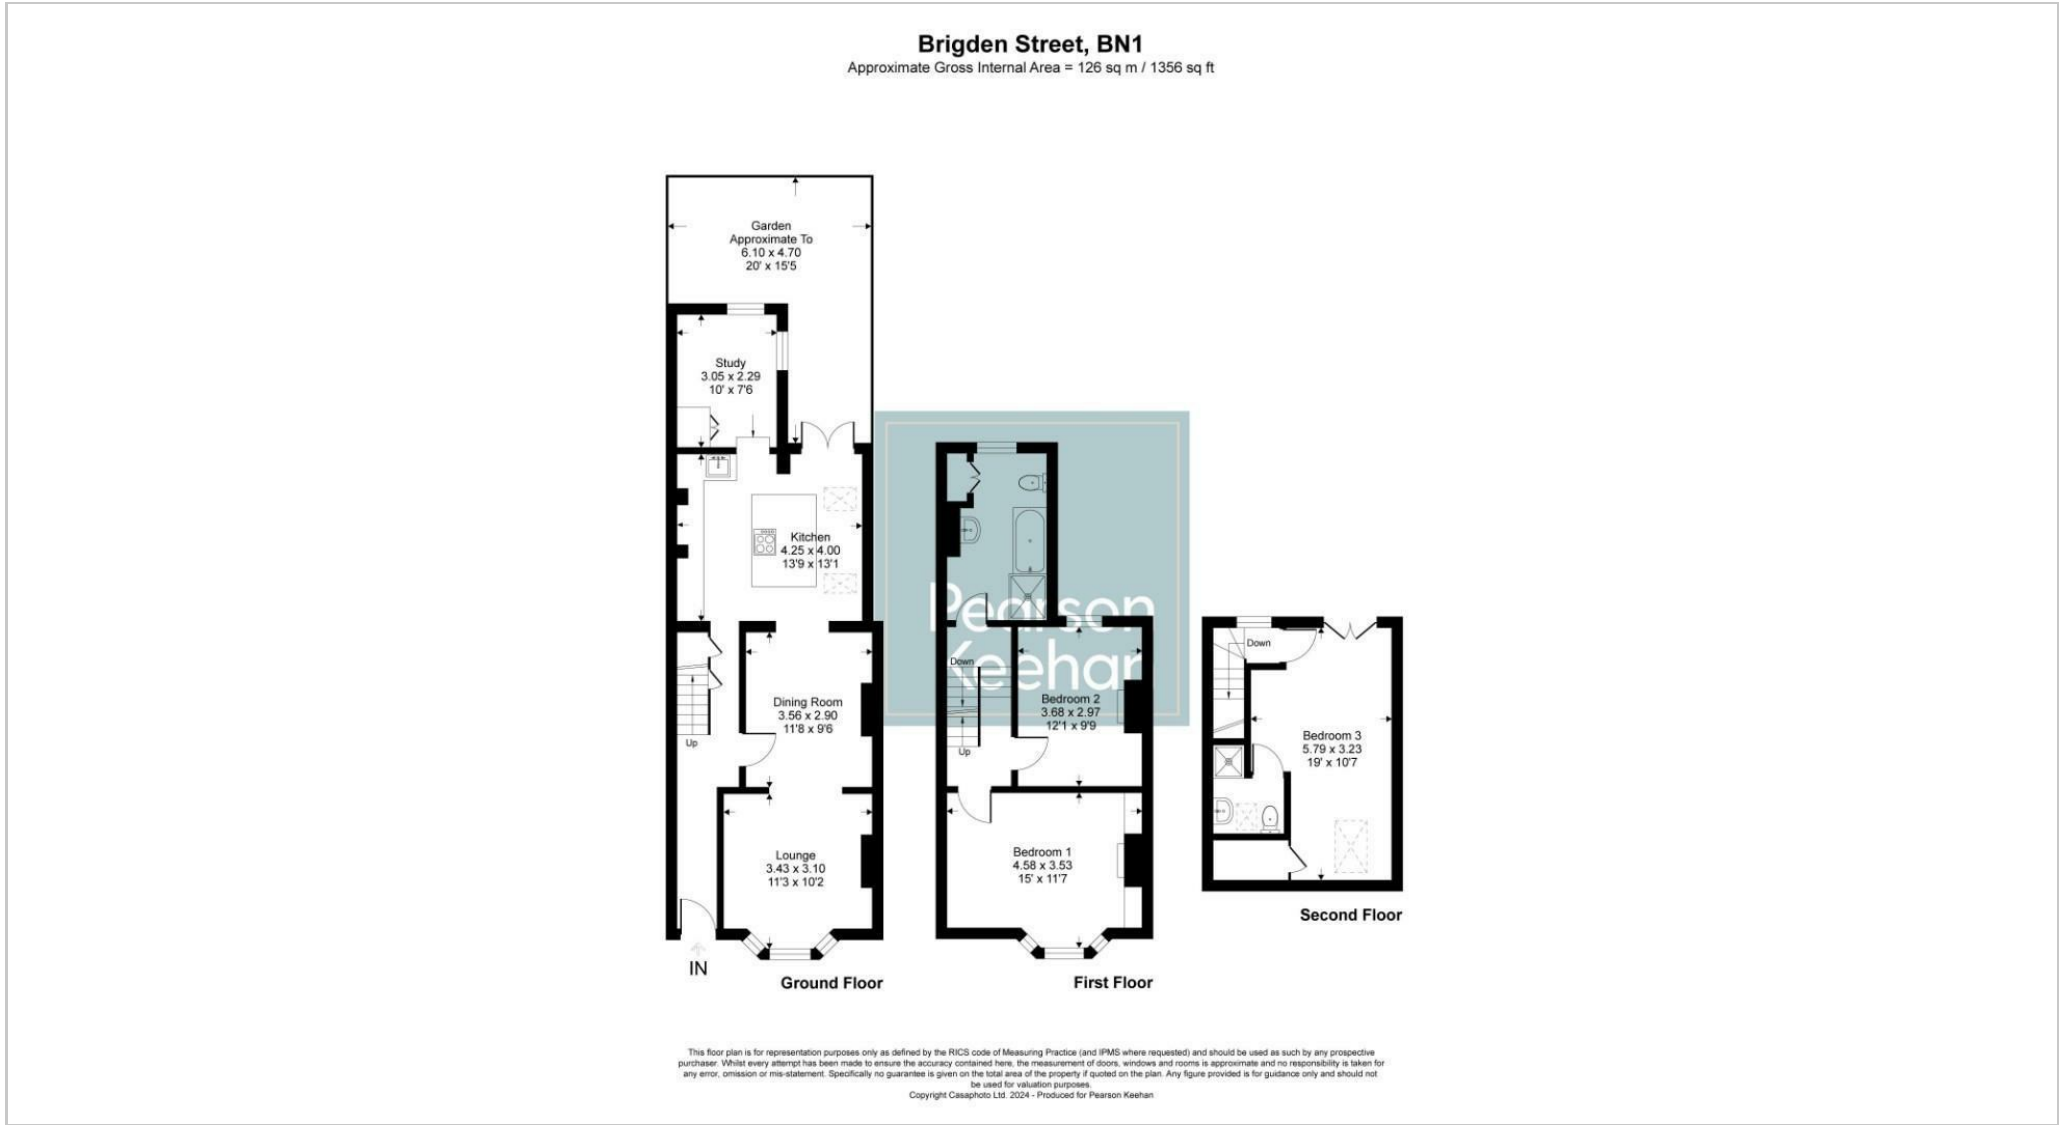 Brigden Street, BN1
Approximate Gross Internal Area = 126 sq m / 1356 sq ft
Garden
Approximate To
6.10 x 4.70
20' x 15'5
Study
3.05 x 2.29
10' x 7'6
Kitchen
4.25 x 4.00
13'9 x 13'1
Dining Room
3.56 x 2.90
11'8 x 9'6
Up
Lounge
3.43 x 3.10
11'3 x 10'2
IN
Ground Floor
Pearson
Keehan
Down
Bedroom 2
3.68 x 2.97
12'1 x 9'9
Up
Bedroom 1
4.58 x 3.53
15' x 11'7
First Floor
Down
Bedroom 3
5.79 x 3.23
19' x 10'7
Second Floor
This floor plan is for representation purposes only as defined by the RICS code of Measuring Practice (and IPMS where requested) and should be used as such by any prospective
purchaser. Whilst every attempt has been made to ensure the accuracy contained here, the measurement of doors, windows and rooms is approximate and no responsibility is taken for
any error, omission or mis-statement. Specifically no guarantee is given on the total area of the property if quoted on the plan. Any figure provided is for guidance only and should not
be used for valuation purposes.
Copyright Casaphoto Ltd. 2024 - Produced for Pearson Keehan